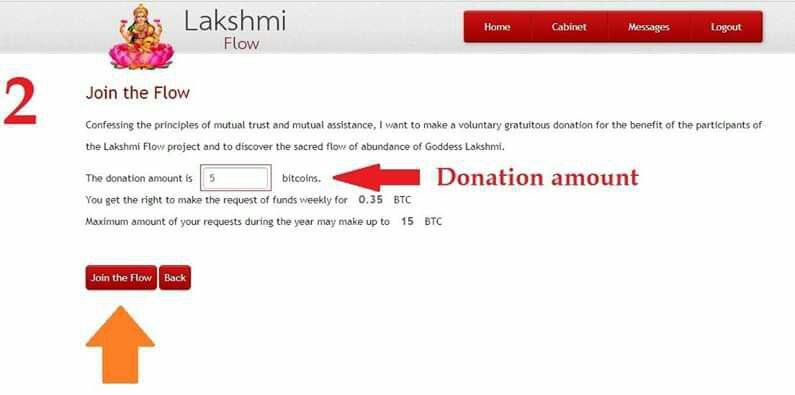 Lakshmi
Flow
Home Cabinet Messages Logout
2
Join the Flow
Confessing the principles of mutual trust and mutual assistance, I want to make a voluntary gratuitous donation for the benefit of the participants of
the Lakshmi Flow project and to discover the sacred flow of abundance of Goddess Lakshmi.
The donation amount is 5 bitcoins. Donation amount
You get the right to make the request of funds weekly for 0.35 BTC
Maximum amount of your requests during the year may make up to 15 BTC
Join the Flow Back